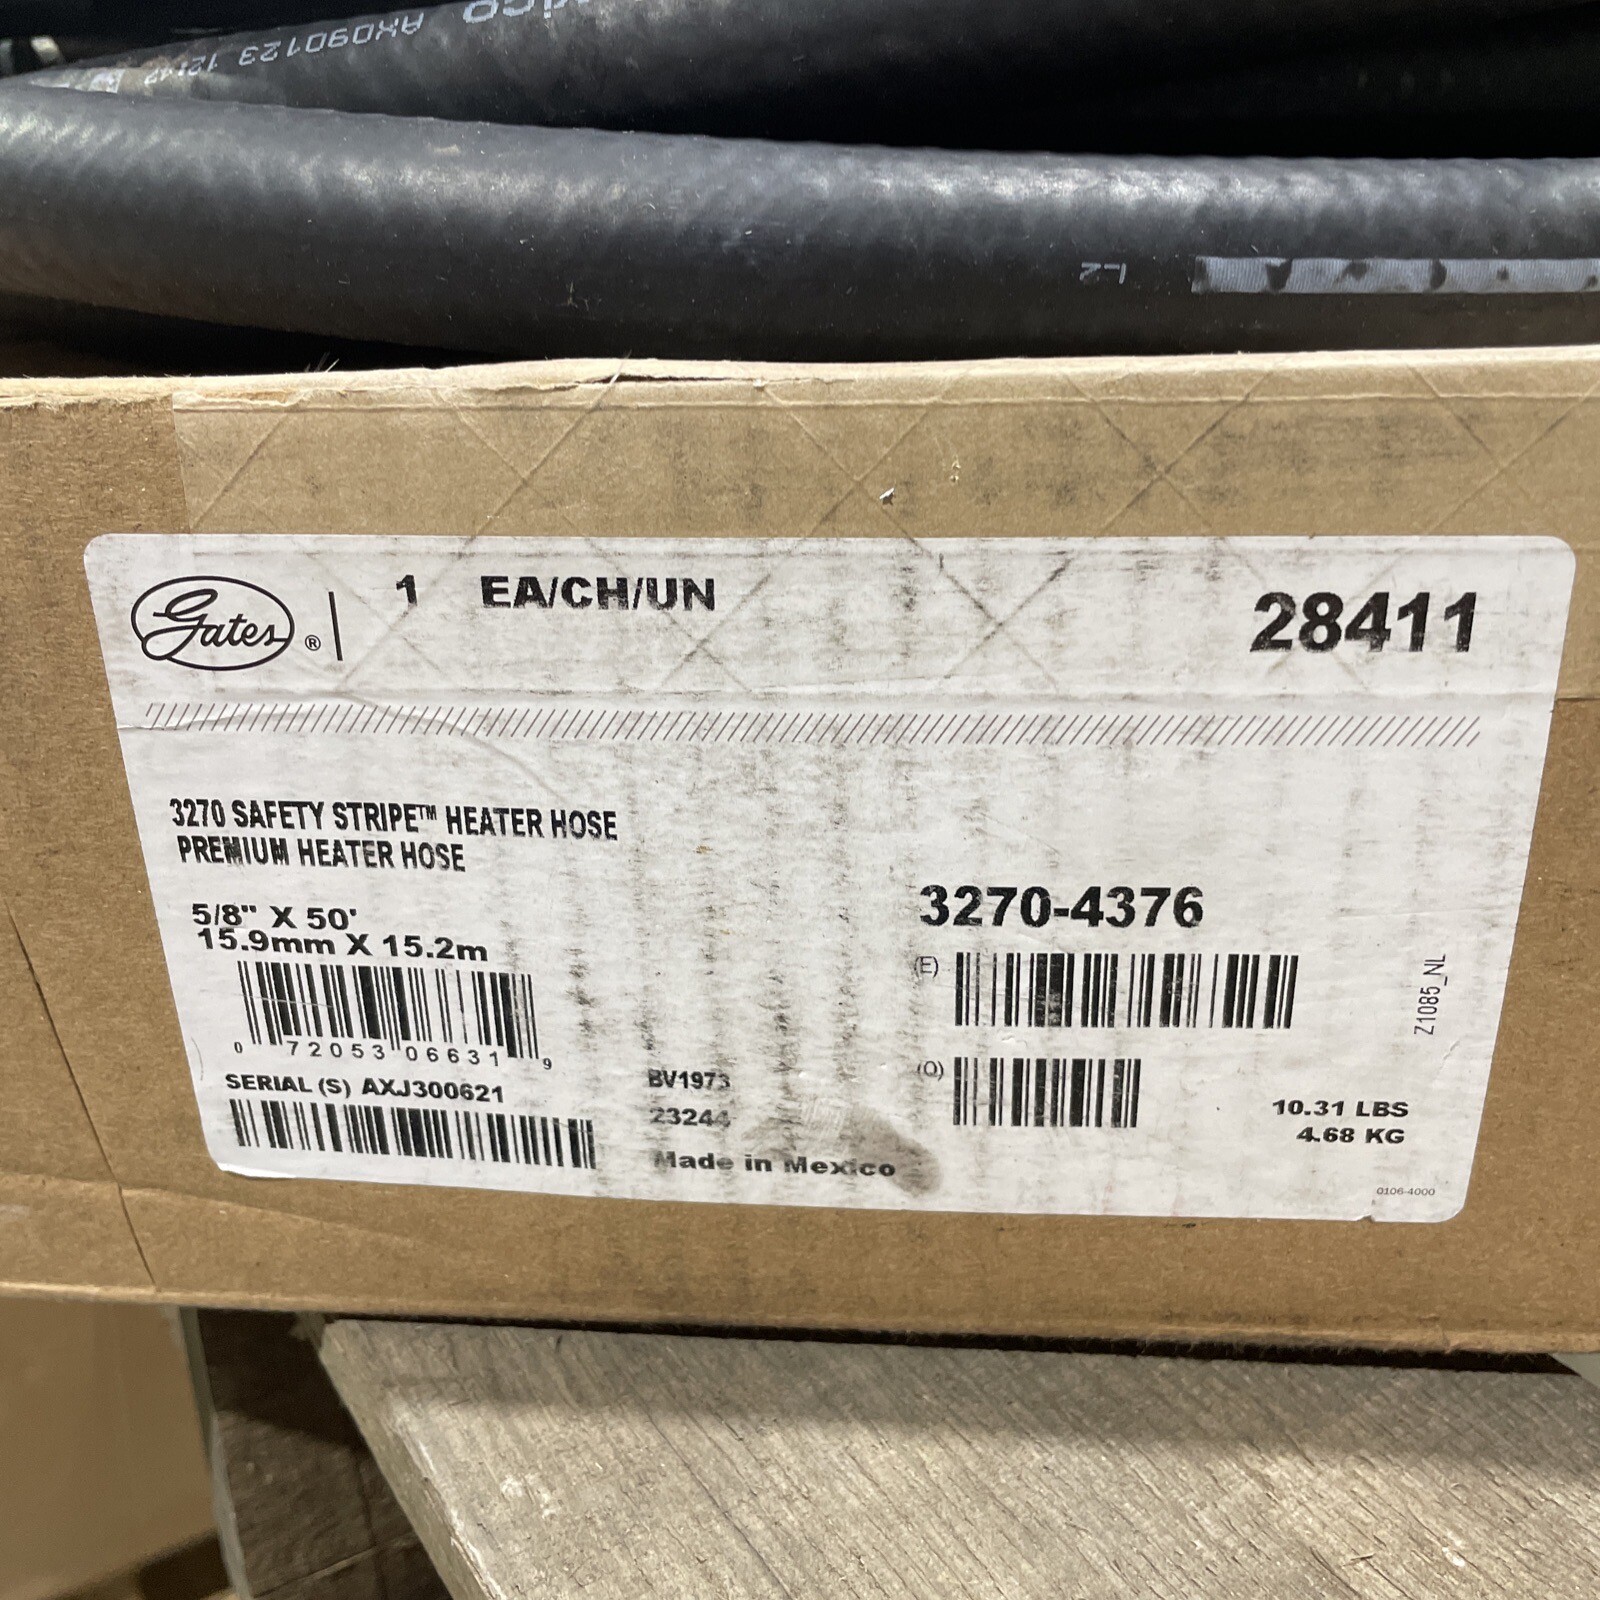 AX090123 12:42
L2
Gates ®
1 EA/CH/UN
28411
3270 SAFETY STRIPE™ HEATER HOSE
PREMIUM HEATER HOSE
5/8" X 50'
15.9mm X 15.2m
0 72053 06631 9
SERIAL (S) AXJ300621
BV1973
23244
Made in Mexico
3270-4376
(E)
(O)
Z1085_NL
10.31 LBS
4.68 KG
0106-4000